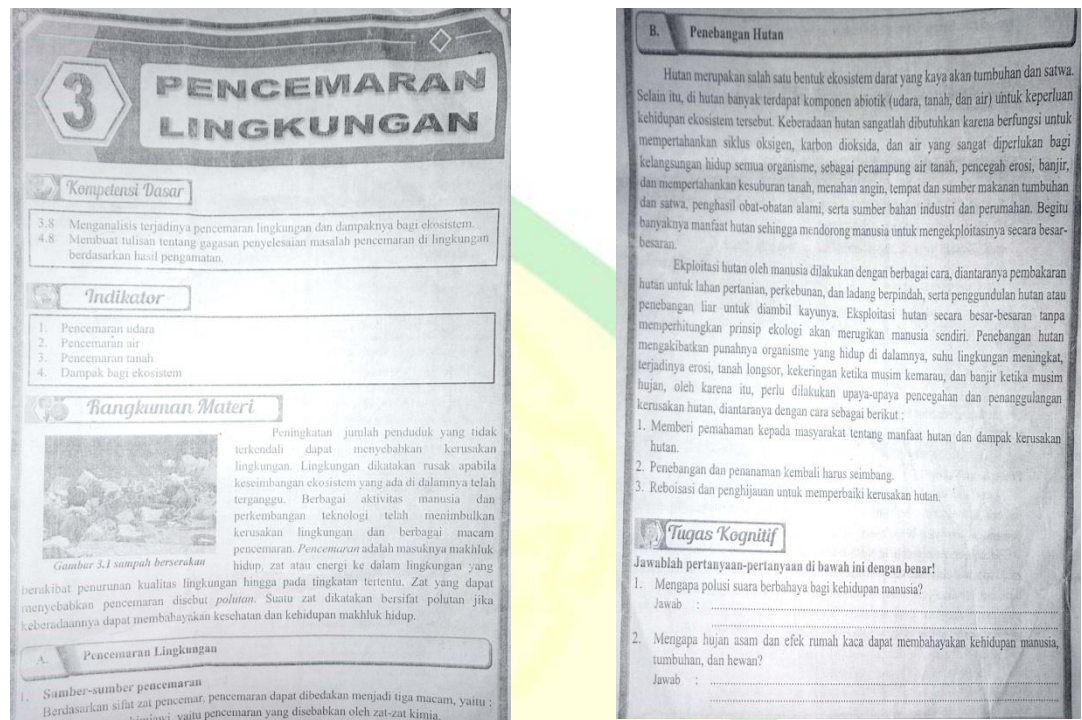 3
PENCEMARAN
LINGKUNGAN
Kompetensi Dasar
3.8 Menganalisis terjadinya pencemaran lingkungan dan dampaknya bagi ekosistem.
4.8 Membuat tulisan tentang gagasan penyelesaian masalah pencemaran di lingkungan
berdasarkan hasil pengamatan.
Indikator
1. Pencemaran udara
2. Pencemaran air
3. Pencemaran tanah
4. Dampak bagi ekosistem
Rangkuman Materi
Peningkatan jumlah penduduk yang tidak
terkendali dapat menyebabkan kerusakan
lingkungan. Lingkungan dikatakan rusak apabila
keseimbangan ekosistem yang ada di dalamnya telah
terganggu. Berbagai aktivitas manusia dan
perkembangan teknologi telah menimbulkan
kerusakan lingkungan dan berbagai macam
pencemaran. Pencemaran adalah masuknya makhluk
hidup, zat atau energi ke dalam lingkungan yang
Gambar 3.1 sampah berserakan
berakibat penurunan kualitas lingkungan hingga pada tingkatan tertentu. Zat yang dapat
menyebabkan pencemaran disebut polutan. Suatu zat dikatakan bersifat polutan jika
keberadaannya dapat membahayakan kesehatan dan kehidupan makhluk hidup.
A. Pencemaran Lingkungan
1. Sumber-sumber pencemaran
Berdasarkan sifat zat pencemar, pencemaran dapat dibedakan menjadi tiga macam, yaitu :
yaitu pencemaran yang disebabkan oleh zat-zat kimia.
B. Penebangan Hutan
Hutan merupakan salah satu bentuk ekosistem darat yang kaya akan tumbuhan dan satwa.
Selain itu, di hutan banyak terdapat komponen abiotik (udara, tanah, dan air) untuk keperluan
kehidupan ekosistem tersebut. Keberadaan hutan sangatlah dibutuhkan karena berfungsi untuk
mempertahankan siklus oksigen, karbon dioksida, dan air yang sangat diperlukan bagi
kelangsungan hidup semua organisme, sebagai penampung air tanah, pencegah erosi, banjir,
dan mempertahankan kesuburan tanah, menahan angin, tempat dan sumber makanan tumbuhan
dan satwa, penghasil obat-obatan alami, serta sumber bahan industri dan perumahan. Begitu
banyaknya manfaat hutan sehingga mendorong manusia untuk mengekploitasinya secara besar-
besaran.
Ekploitasi hutan oleh manusia dilakukan dengan berbagai cara, diantaranya pembakaran
hutan untuk lahan pertanian, perkebunan, dan ladang berpindah, serta penggundulan hutan atau
penebangan liar untuk diambil kayunya. Eksploitasi hutan secara besar-besaran tanpa
memperhitungkan prinsip ekologi akan merugikan manusia sendiri. Penebangan hutan
mengakibatkan punahnya organisme yang hidup di dalamnya, suhu lingkungan meningkat,
terjadinya erosi, tanah longsor, kekeringan ketika musim kemarau, dan banjir ketika musim
hujan, oleh karena itu, perlu dilakukan upaya-upaya pencegahan dan penanggulangan
kerusakan hutan, diantaranya dengan cara sebagai berikut :
1. Memberi pemahaman kepada masyarakat tentang manfaat hutan dan dampak kerusakan
hutan.
2. Penebangan dan penanaman kembali harus seimbang.
3. Reboisasi dan penghijauan untuk memperbaiki kerusakan hutan.
Tugas Kognitif
Jawablah pertanyaan-pertanyaan di bawah ini dengan benar!
1. Mengapa polusi suara berbahaya bagi kehidupan manusia?
Jawab :
2. Mengapa hujan asam dan efek rumah kaca dapat membahayakan kehidupan manusia,
tumbuhan, dan hewan?
Jawab :